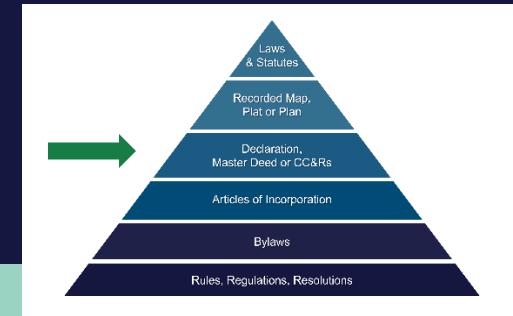 Laws
& Statutes
Recorded Map,
Plat or Plan
Declaration,
Master Deed or CC&Rs
Articles of Incorporation
Bylaws
Rules, Regulations, Resolutions